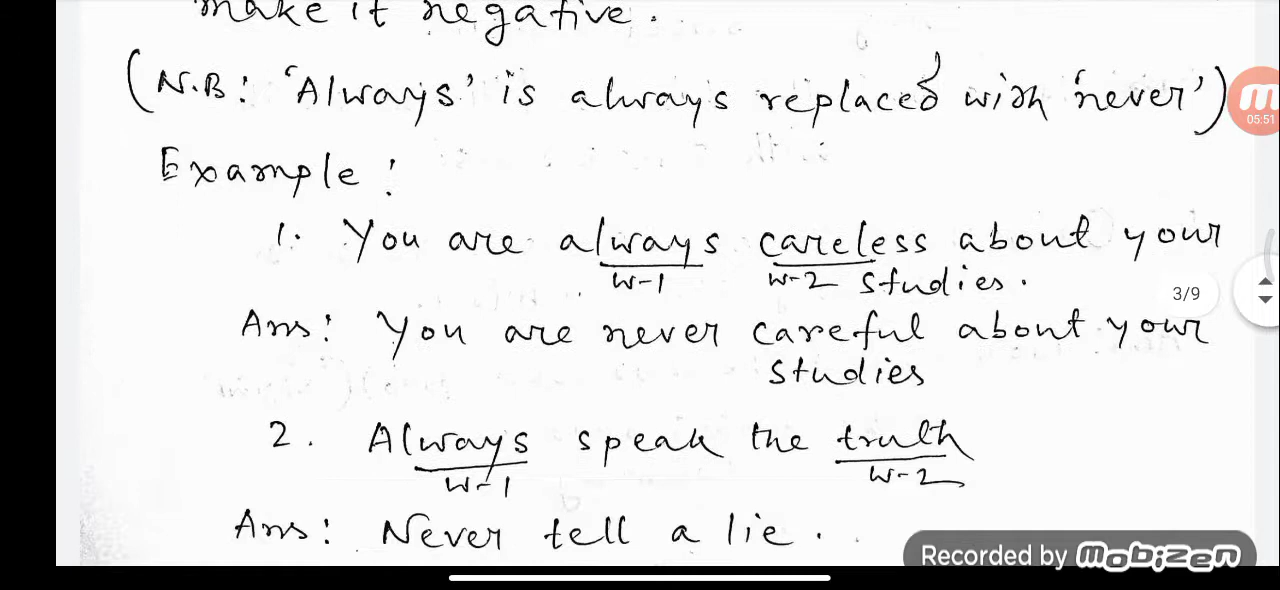 make it negative.
(N.B: 'Always' is always replaced with 'never')
05:51
Example:
1. You are always careless about your
W-1 W-2 studies.
3/9
Ans: You are never careful about your
studies
2. Always speak the truth
W-1 W-2
Ans: Never tell a lie.
Recorded by mobizen